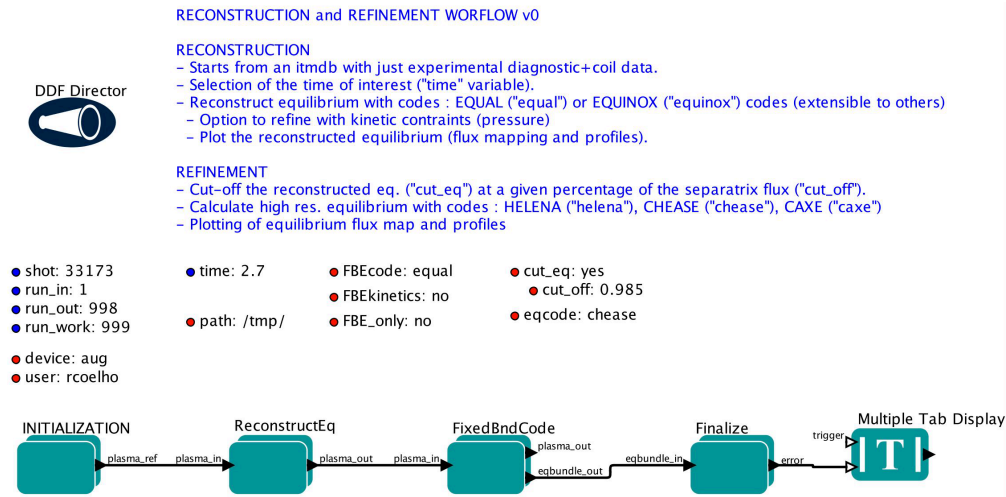 RECONSTRUCTION and REFINEMENT WORFLOW v0
RECONSTRUCTION
– Starts from an itmdb with just experimental diagnostic+coil data.
– Selection of the time of interest ("time" variable).
– Reconstruct equilibrium with codes : EQUAL ("equal") or EQUINOX ("equinox") codes (extensible to others)
– Option to refine with kinetic contraints (pressure)
– Plot the reconstructed equilibrium (flux mapping and profiles).
DDF Director
REFINEMENT
– Cut–off the reconstructed eq. ("cut_eq") at a given percentage of the separatrix flux ("cut_off").
– Calculate high res. equilibrium with codes : HELENA ("helena"), CHEASE ("chease"), CAXE ("caxe")
– Plotting of equilibrium flux map and profiles
shot: 33173
run_in: 1
run_out: 998
run_work: 999
device: aug
user: rcoelho
time: 2.7
path: /tmp/
FBEcode: equal
FBEkinetics: no
FBE_only: no
cut_eq: yes
cut_off: 0.985
eqcode: chease
INITIALIZATION
plasma_ref
ReconstructEq
plasma_in
plasma_out
FixedBndCode
plasma_in
plasma_out
eqbundle_out
Finalize
eqbundle_in
error
Multiple Tab Display
trigger
T